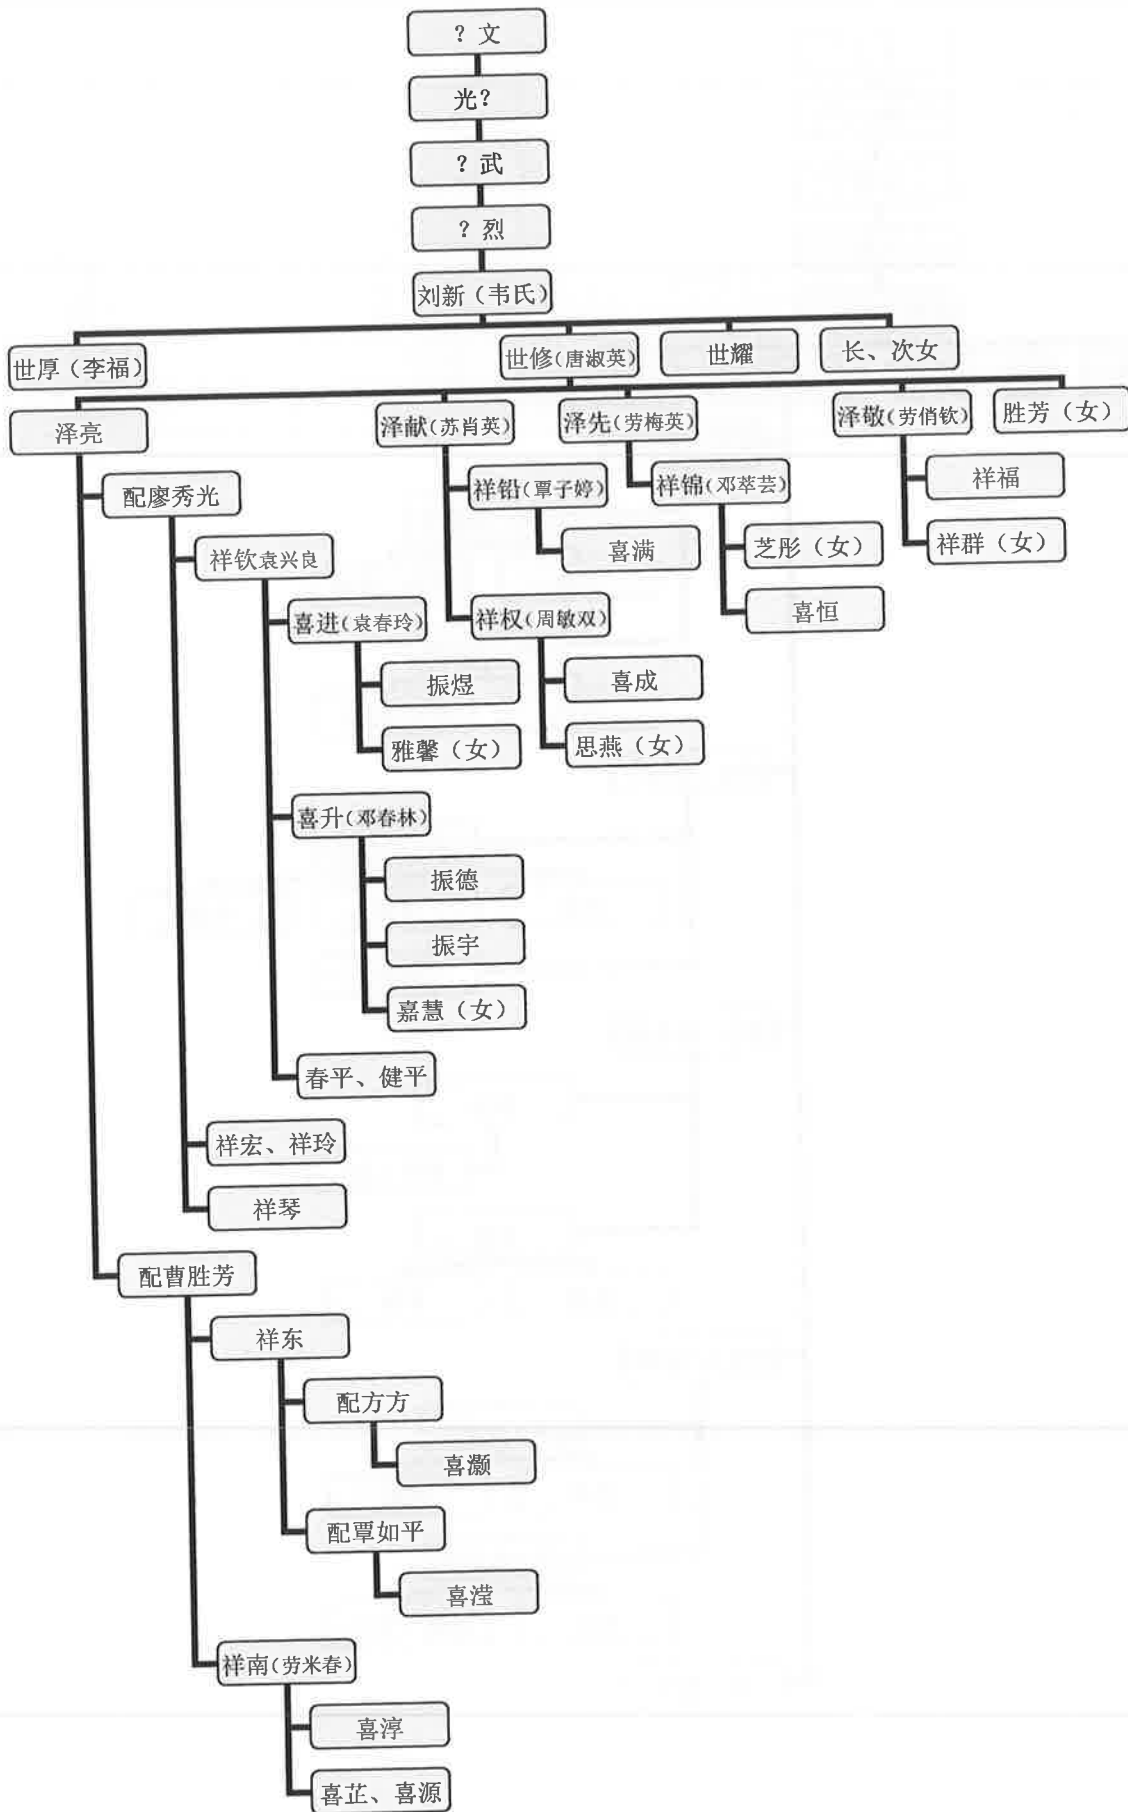 ？文
光？
？武
？烈
刘新（韦氏）
世厚（李福）
世修（唐淑英）
世耀
长、次女
泽亮
泽献（苏肖英）
泽先（劳梅英）
泽敬（劳俏钦）
胜芳（女）
配廖秀光
祥铅（覃子婷）
祥锦（邓萃芸）
祥福
祥钦袁兴良
喜满
芝彤（女）
祥群（女）
喜进（袁春玲）
祥权（周敏双）
喜恒
振煜
喜成
雅馨（女）
思燕（女）
喜升（邓春林）
振德
振宇
嘉慧（女）
春平、健平
祥宏、祥玲
祥琴
配曹胜芳
祥东
配方方
喜灏
配覃如平
喜滢
祥南（劳米春）
喜淳
喜芷、喜源